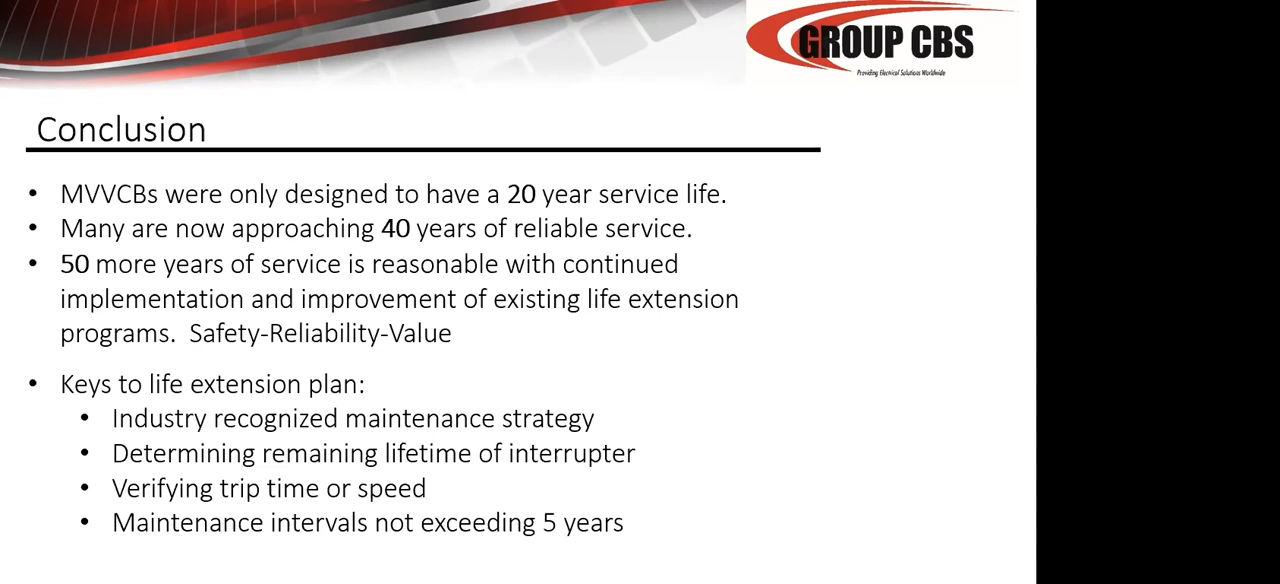 GROUP CBS
Providing Electrical Solutions Worldwide
Conclusion
• MVVCBs were only designed to have a 20 year service life.
• Many are now approaching 40 years of reliable service.
• 50 more years of service is reasonable with continued
implementation and improvement of existing life extension
programs.  Safety-Reliability-Value
• Keys to life extension plan:
• Industry recognized maintenance strategy
• Determining remaining lifetime of interrupter
• Verifying trip time or speed
• Maintenance intervals not exceeding 5 years